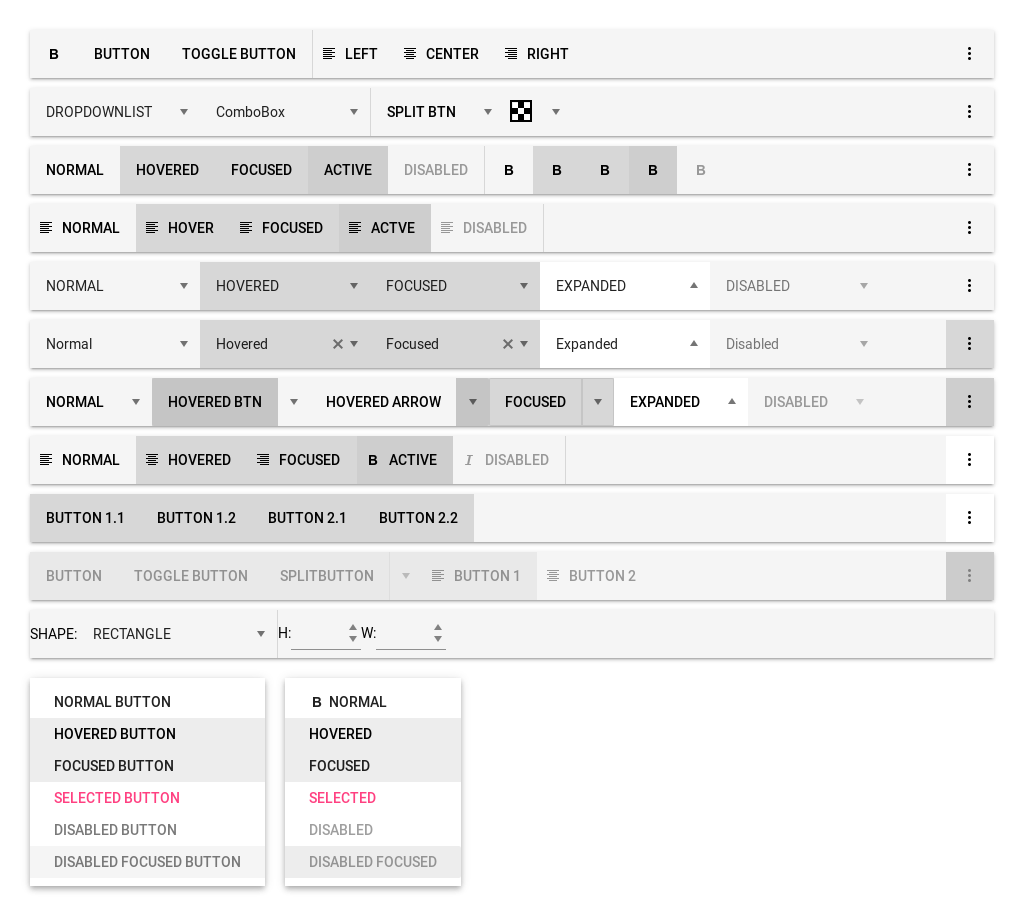 B BUTTON TOGGLE BUTTON LEFT CENTER RIGHT
DROPDOWNLIST ComboBox SPLIT BTN
NORMAL HOVERED FOCUSED ACTIVE DISABLED B B B B B
NORMAL HOVER FOCUSED ACTVE DISABLED
NORMAL HOVERED FOCUSED EXPANDED DISABLED
Normal Hovered Focused Expanded Disabled
NORMAL HOVERED BTN HOVERED ARROW FOCUSED EXPANDED DISABLED
NORMAL HOVERED FOCUSED B ACTIVE I DISABLED
BUTTON 1.1 BUTTON 1.2 BUTTON 2.1 BUTTON 2.2
BUTTON TOGGLE BUTTON SPLITBUTTON BUTTON 1 BUTTON 2
SHAPE: RECTANGLE H: W:
NORMAL BUTTON
HOVERED BUTTON
FOCUSED BUTTON
SELECTED BUTTON
DISABLED BUTTON
DISABLED FOCUSED BUTTON
B NORMAL
HOVERED
FOCUSED
SELECTED
DISABLED
DISABLED FOCUSED